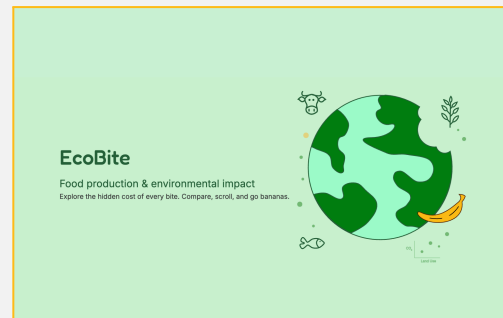 EcoBite
Food production & environmental impact
Explore the hidden cost of every bite. Compare, scroll, and go bananas.